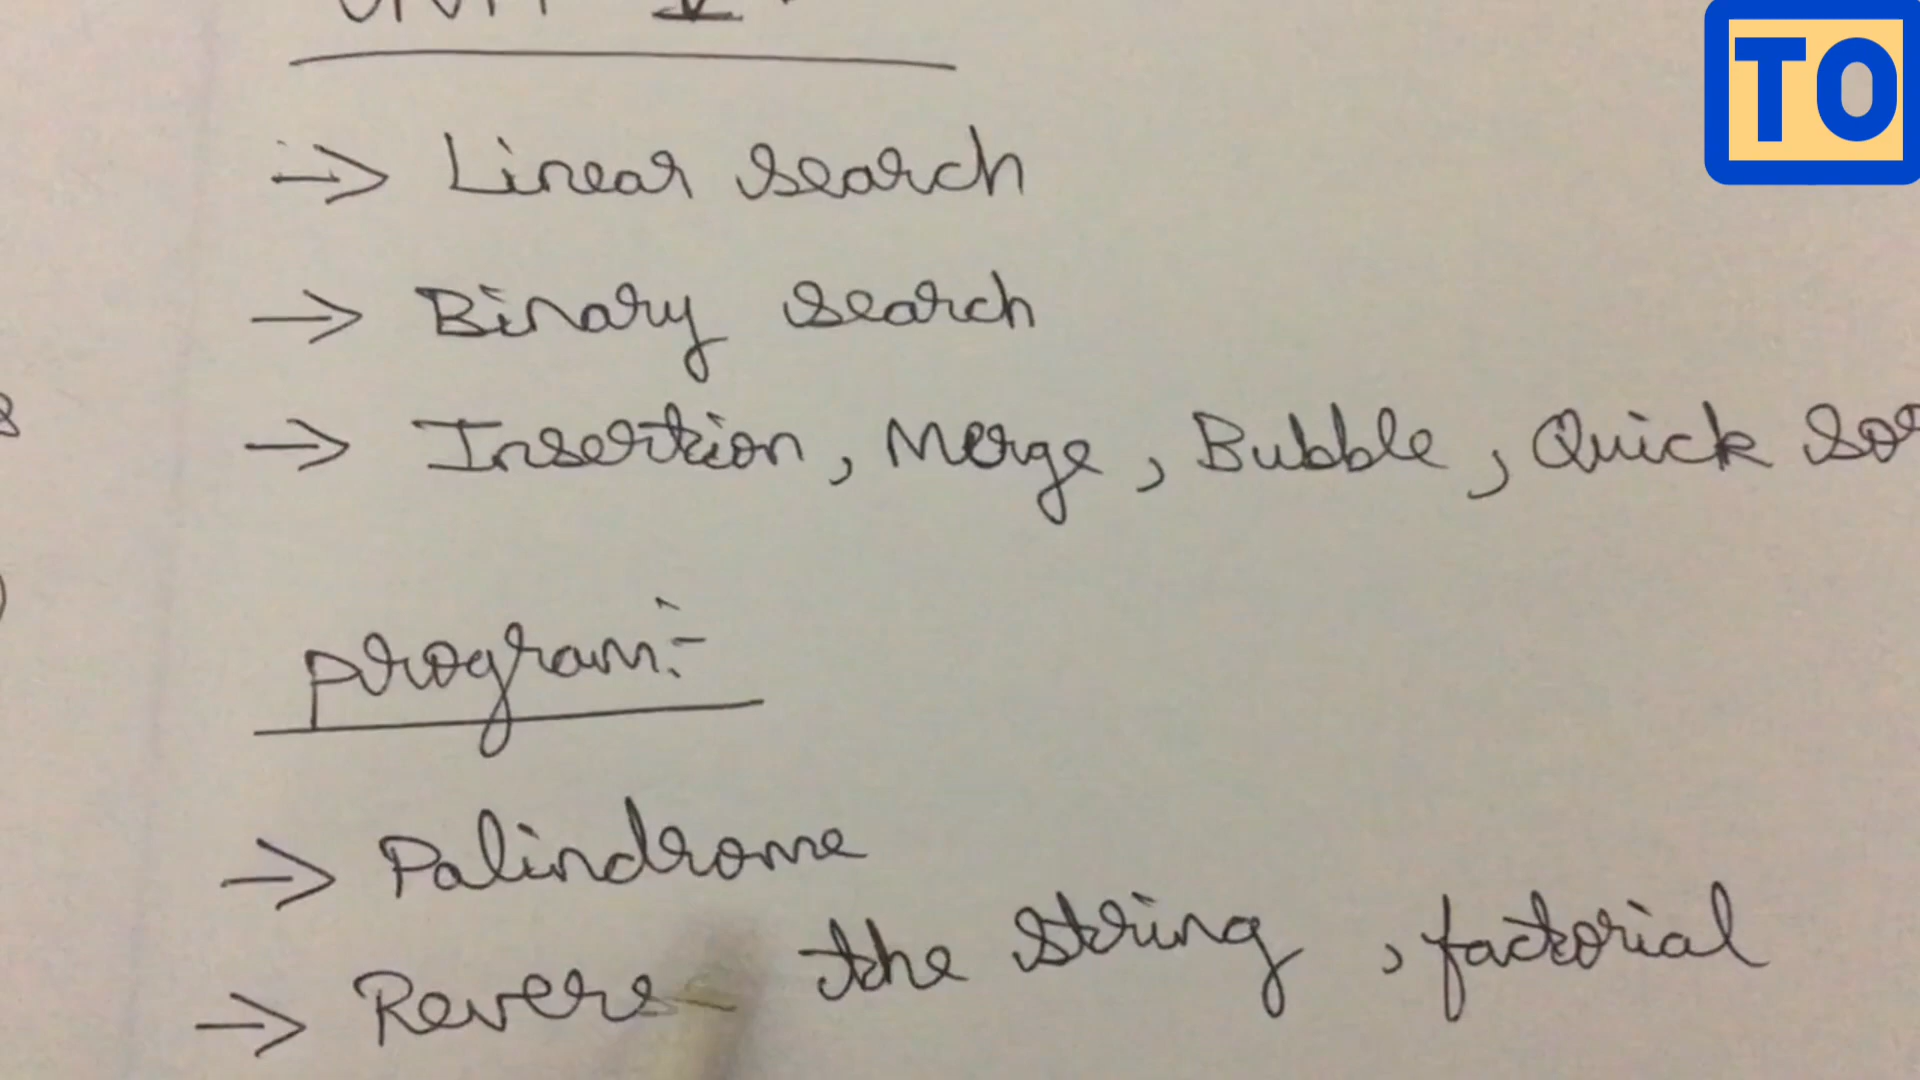 TO
→ Linear Search
→ Binary Search
→ Insertion, Merge, Bubble, Quick
Program:-
→ Palindrome
→ Reverse the string, factorial